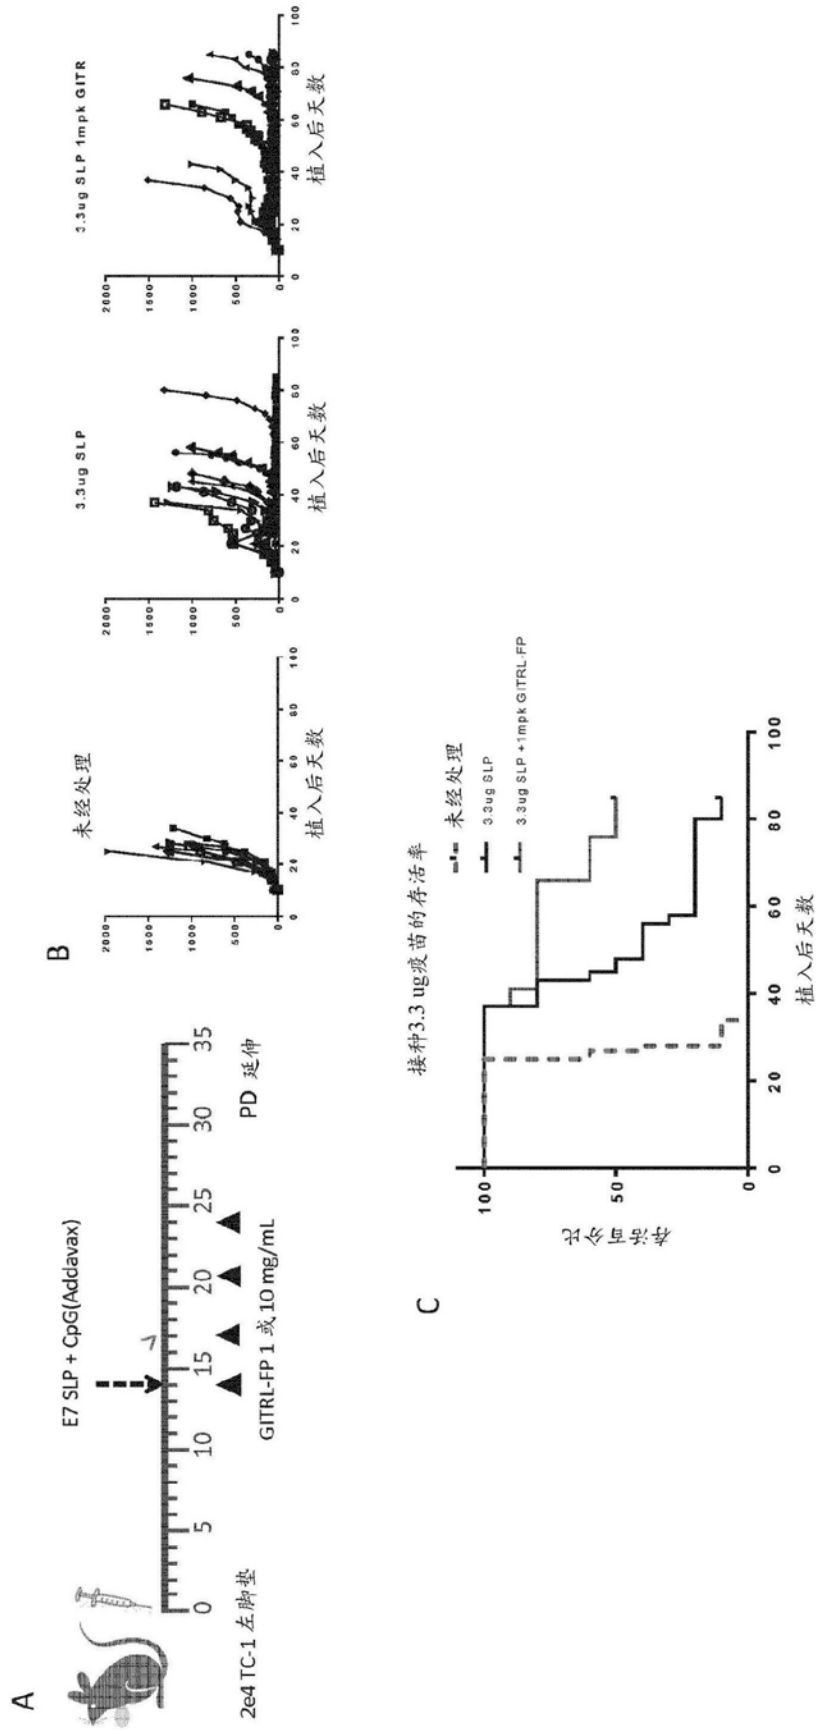 A
E7 SLP + CpG(Addavax)
0 5 10 15 20 25 30 35
2e4 TC-1 左脚垫
GITRL-FP 1 或 10 mg/mL
PD 延伸
B
未经处理
2000
1500
1000
500
0
0 20 40 60 80 100
植入后天数
3.3ug SLP
2000
1500
1000
500
0
0 20 40 60 80 100
植入后天数
3.3ug SLP 1mpk GITR
2000
1500
1000
500
0
0 20 40 60 80 100
植入后天数
C
接种3.3 ug疫苗的存活率
未经处理
3.3ug SLP
3.3ug SLP +1mpk GITRL-FP
存活百分比
100
50
0
0 20 40 60 80 100
植入后天数